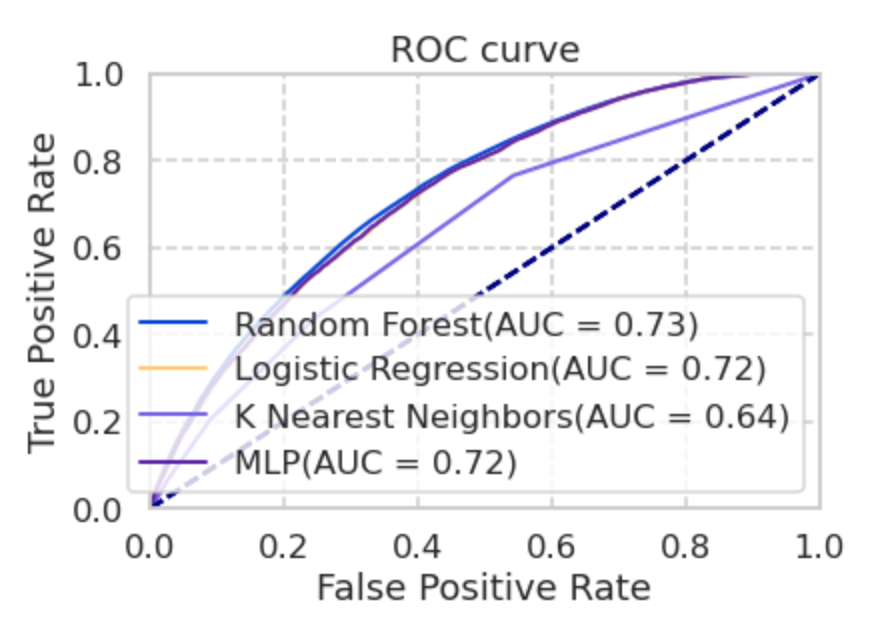 ROC curve
True Positive Rate
1.0
0.8
0.6
0.4
0.2
0.0
Random Forest(AUC = 0.73)
Logistic Regression(AUC = 0.72)
K Nearest Neighbors(AUC = 0.64)
MLP(AUC = 0.72)
0.0 0.2 0.4 0.6 0.8 1.0
False Positive Rate